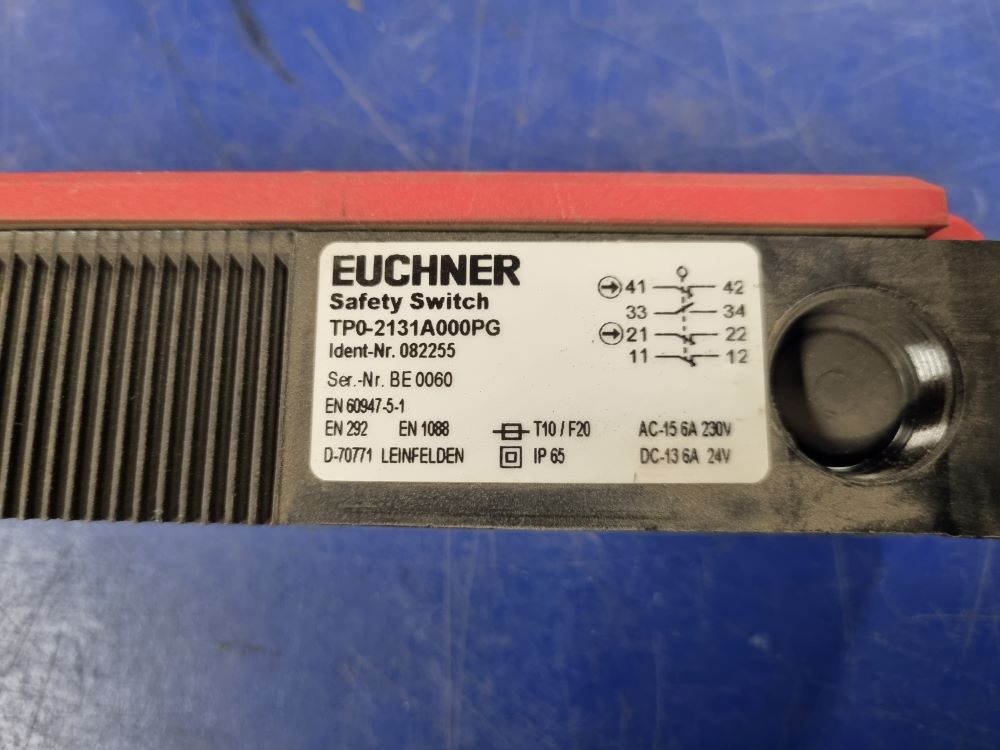 EUCHNER
Safety Switch
TP0-2131A000PG
Ident-Nr. 082255
Ser.-Nr. BE 0060
EN 60947-5-1
EN 292 EN 1088 T10 / F20 AC-15 6A 230V
D-70771 LEINFELDEN IP 65 DC-13 6A 24V
41 42
33 34
21 22
11 12